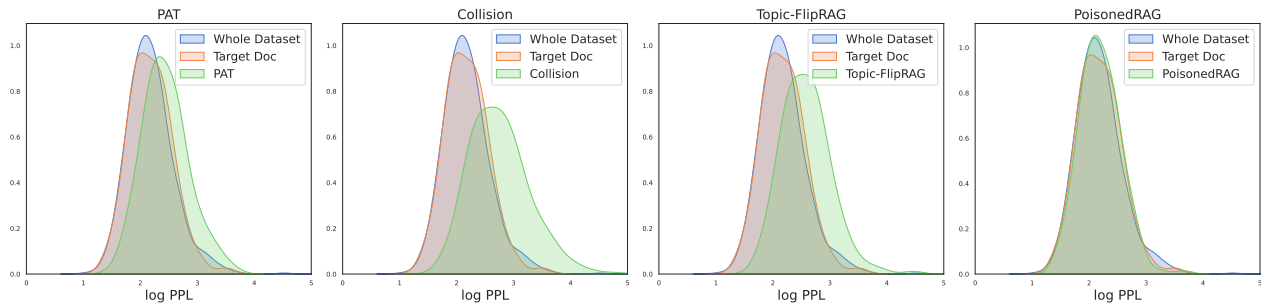 PAT
Whole Dataset
Target Doc
PAT
1.0
0.8
0.6
0.4
0.2
0.0
0 1 2 3 4 5
log PPL
Collision
Whole Dataset
Target Doc
Collision
1.0
0.8
0.6
0.4
0.2
0.0
0 1 2 3 4 5
log PPL
Topic-FlipRAG
Whole Dataset
Target Doc
Topic-FlipRAG
1.0
0.8
0.6
0.4
0.2
0.0
0 1 2 3 4 5
log PPL
PoisonedRAG
Whole Dataset
Target Doc
PoisonedRAG
1.0
0.8
0.6
0.4
0.2
0.0
0 1 2 3 4 5
log PPL